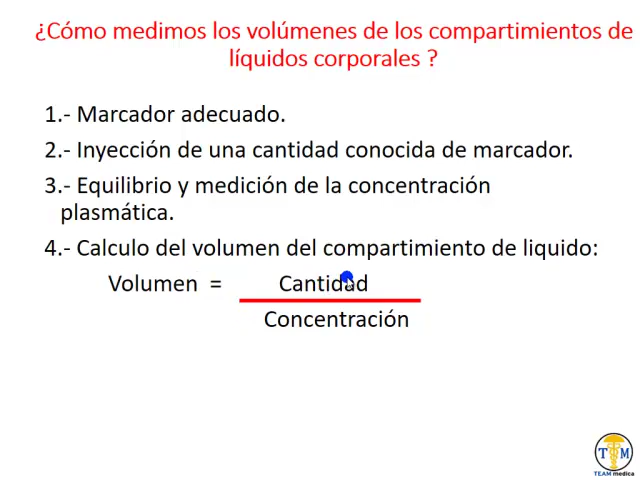 ¿Cómo medimos los volúmenes de los compartimientos de
líquidos corporales ?
1.- Marcador adecuado.
2.- Inyección de una cantidad conocida de marcador.
3.- Equilibrio y medición de la concentración
plasmática.
4.- Calculo del volumen del compartimiento de liquido:
Volumen = Cantidad
Concentración
T M
TEAM medica